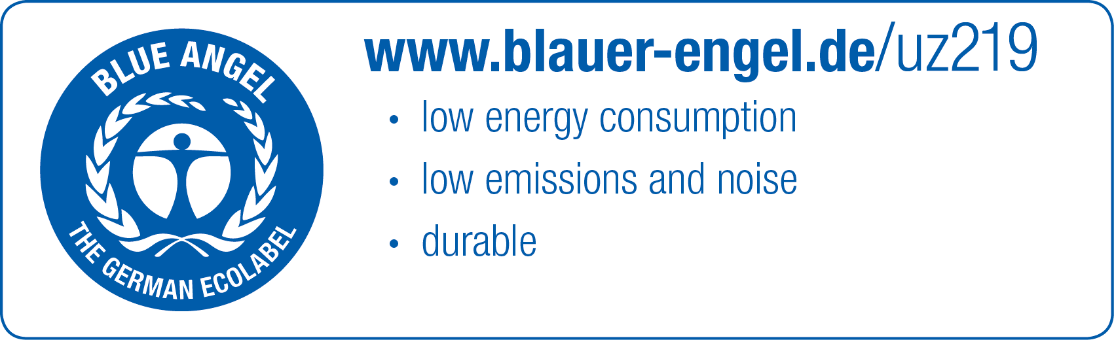 BLUE ANGEL
THE GERMAN ECOLABEL
www.blauer-engel.de/uz219
• low energy consumption
• low emissions and noise
• durable